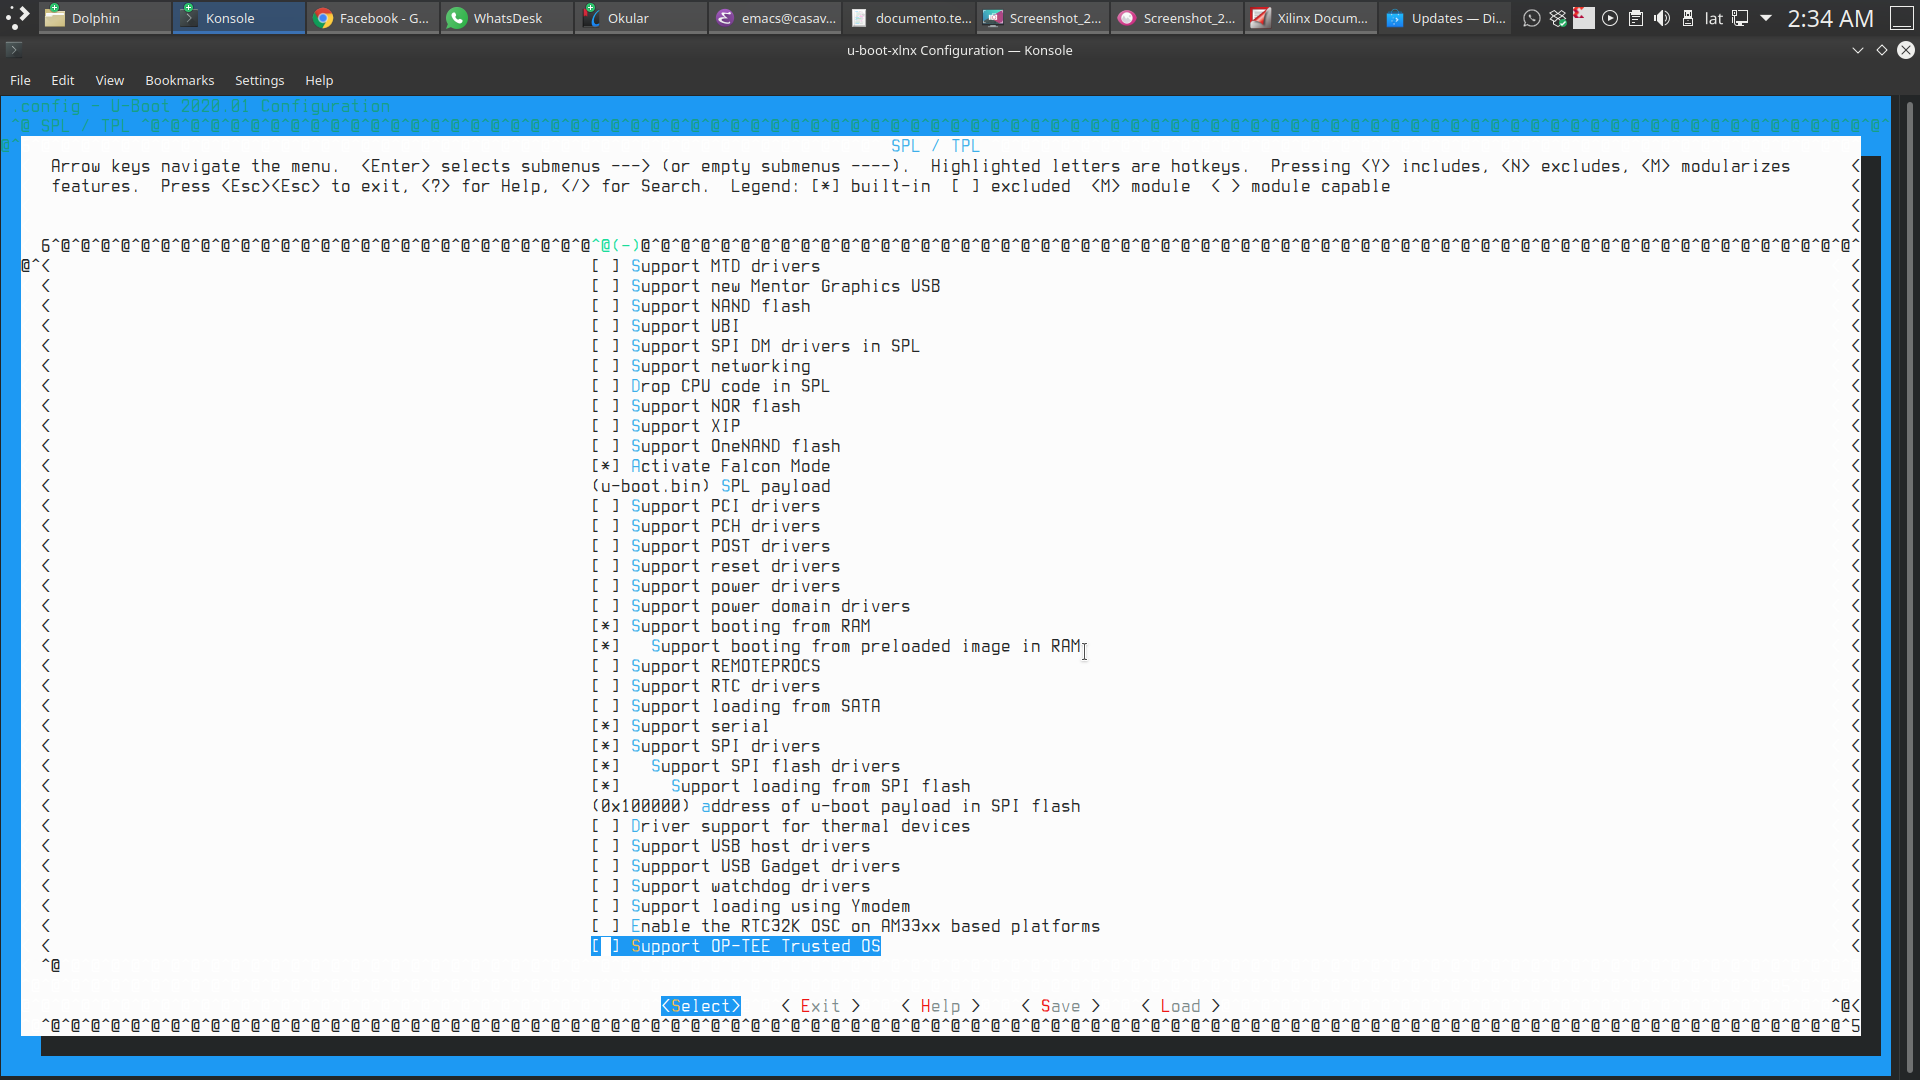 Dolphin Konsole Facebook - G... WhatsDesk Okular emacs@casav... documento.te... Screenshot_2... Screenshot_2... Xilinx Docum... Updates — Di... lat 2:34 AM
u-boot-xlnx Configuration — Konsole
File Edit View Bookmarks Settings Help
.config - U-Boot 2020.01 Configuration
SPL / TPL
SPL / TPL
Arrow keys navigate the menu. <Enter> selects submenus ---> (or empty submenus ----). Highlighted letters are hotkeys. Pressing <Y> includes, <N> excludes, <M> modularizes
features. Press <Esc><Esc> to exit, <?> for Help, </> for Search. Legend: [*] built-in [ ] excluded <M> module < > module capable
^@(-)
[ ] Support MTD drivers
[ ] Support new Mentor Graphics USB
[ ] Support NAND flash
[ ] Support UBI
[ ] Support SPI DM drivers in SPL
[ ] Support networking
[ ] Drop CPU code in SPL
[ ] Support NOR flash
[ ] Support XIP
[ ] Support OneNAND flash
[*] Activate Falcon Mode
(u-boot.bin) SPL payload
[ ] Support PCI drivers
[ ] Support PCH drivers
[ ] Support POST drivers
[ ] Support reset drivers
[ ] Support power drivers
[ ] Support power domain drivers
[*] Support booting from RAM
[*] Support booting from preloaded image in RAM
[ ] Support REMOTEPROCS
[ ] Support RTC drivers
[ ] Support loading from SATA
[*] Support serial
[*] Support SPI drivers
[*] Support SPI flash drivers
[*] Support loading from SPI flash
(0x100000) address of u-boot payload in SPI flash
[ ] Driver support for thermal devices
[ ] Support USB host drivers
[ ] Suppport USB Gadget drivers
[ ] Support watchdog drivers
[ ] Support loading using Ymodem
[ ] Enable the RTC32K OSC on AM33xx based platforms
[ ] Support OP-TEE Trusted OS
^@
<Select> < Exit > < Help > < Save > < Load >